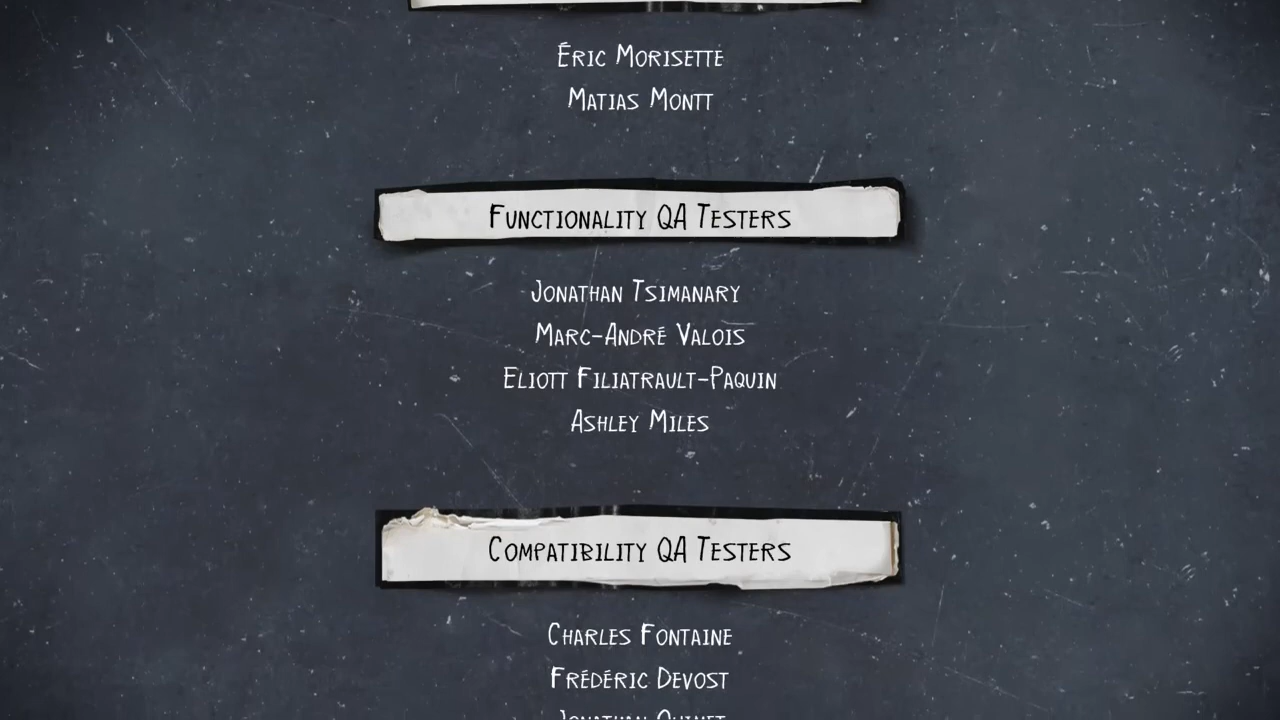 Éric Morisette
Matias Montt
Functionality QA Testers
Jonathan Tsimanary
Marc-André Valois
Eliott Filiatrault-Paquin
Ashley Miles
Compatibility QA Testers
Charles Fontaine
Frédéric Devost
Jonathan